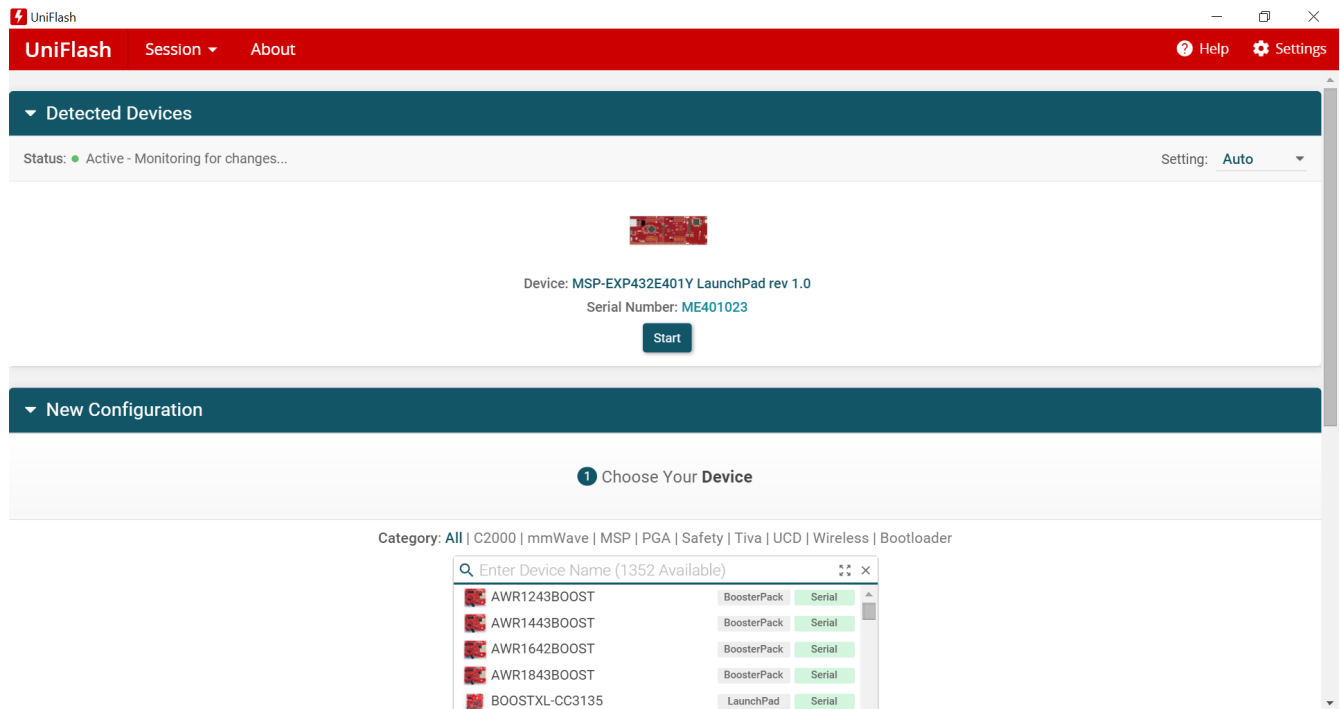 UniFlash
UniFlash Session About Help Settings
Detected Devices
Status: Active - Monitoring for changes... Setting: Auto
Device: MSP-EXP432E401Y LaunchPad rev 1.0
Serial Number: ME401023
Start
New Configuration
1 Choose Your Device
Category: All | C2000 | mmWave | MSP | PGA | Safety | Tiva | UCD | Wireless | Bootloader
Enter Device Name (1352 Available)
AWR1243BOOST BoosterPack Serial
AWR1443BOOST BoosterPack Serial
AWR1642BOOST BoosterPack Serial
AWR1843BOOST BoosterPack Serial
BOOSTXL-CC3135 LaunchPad Serial